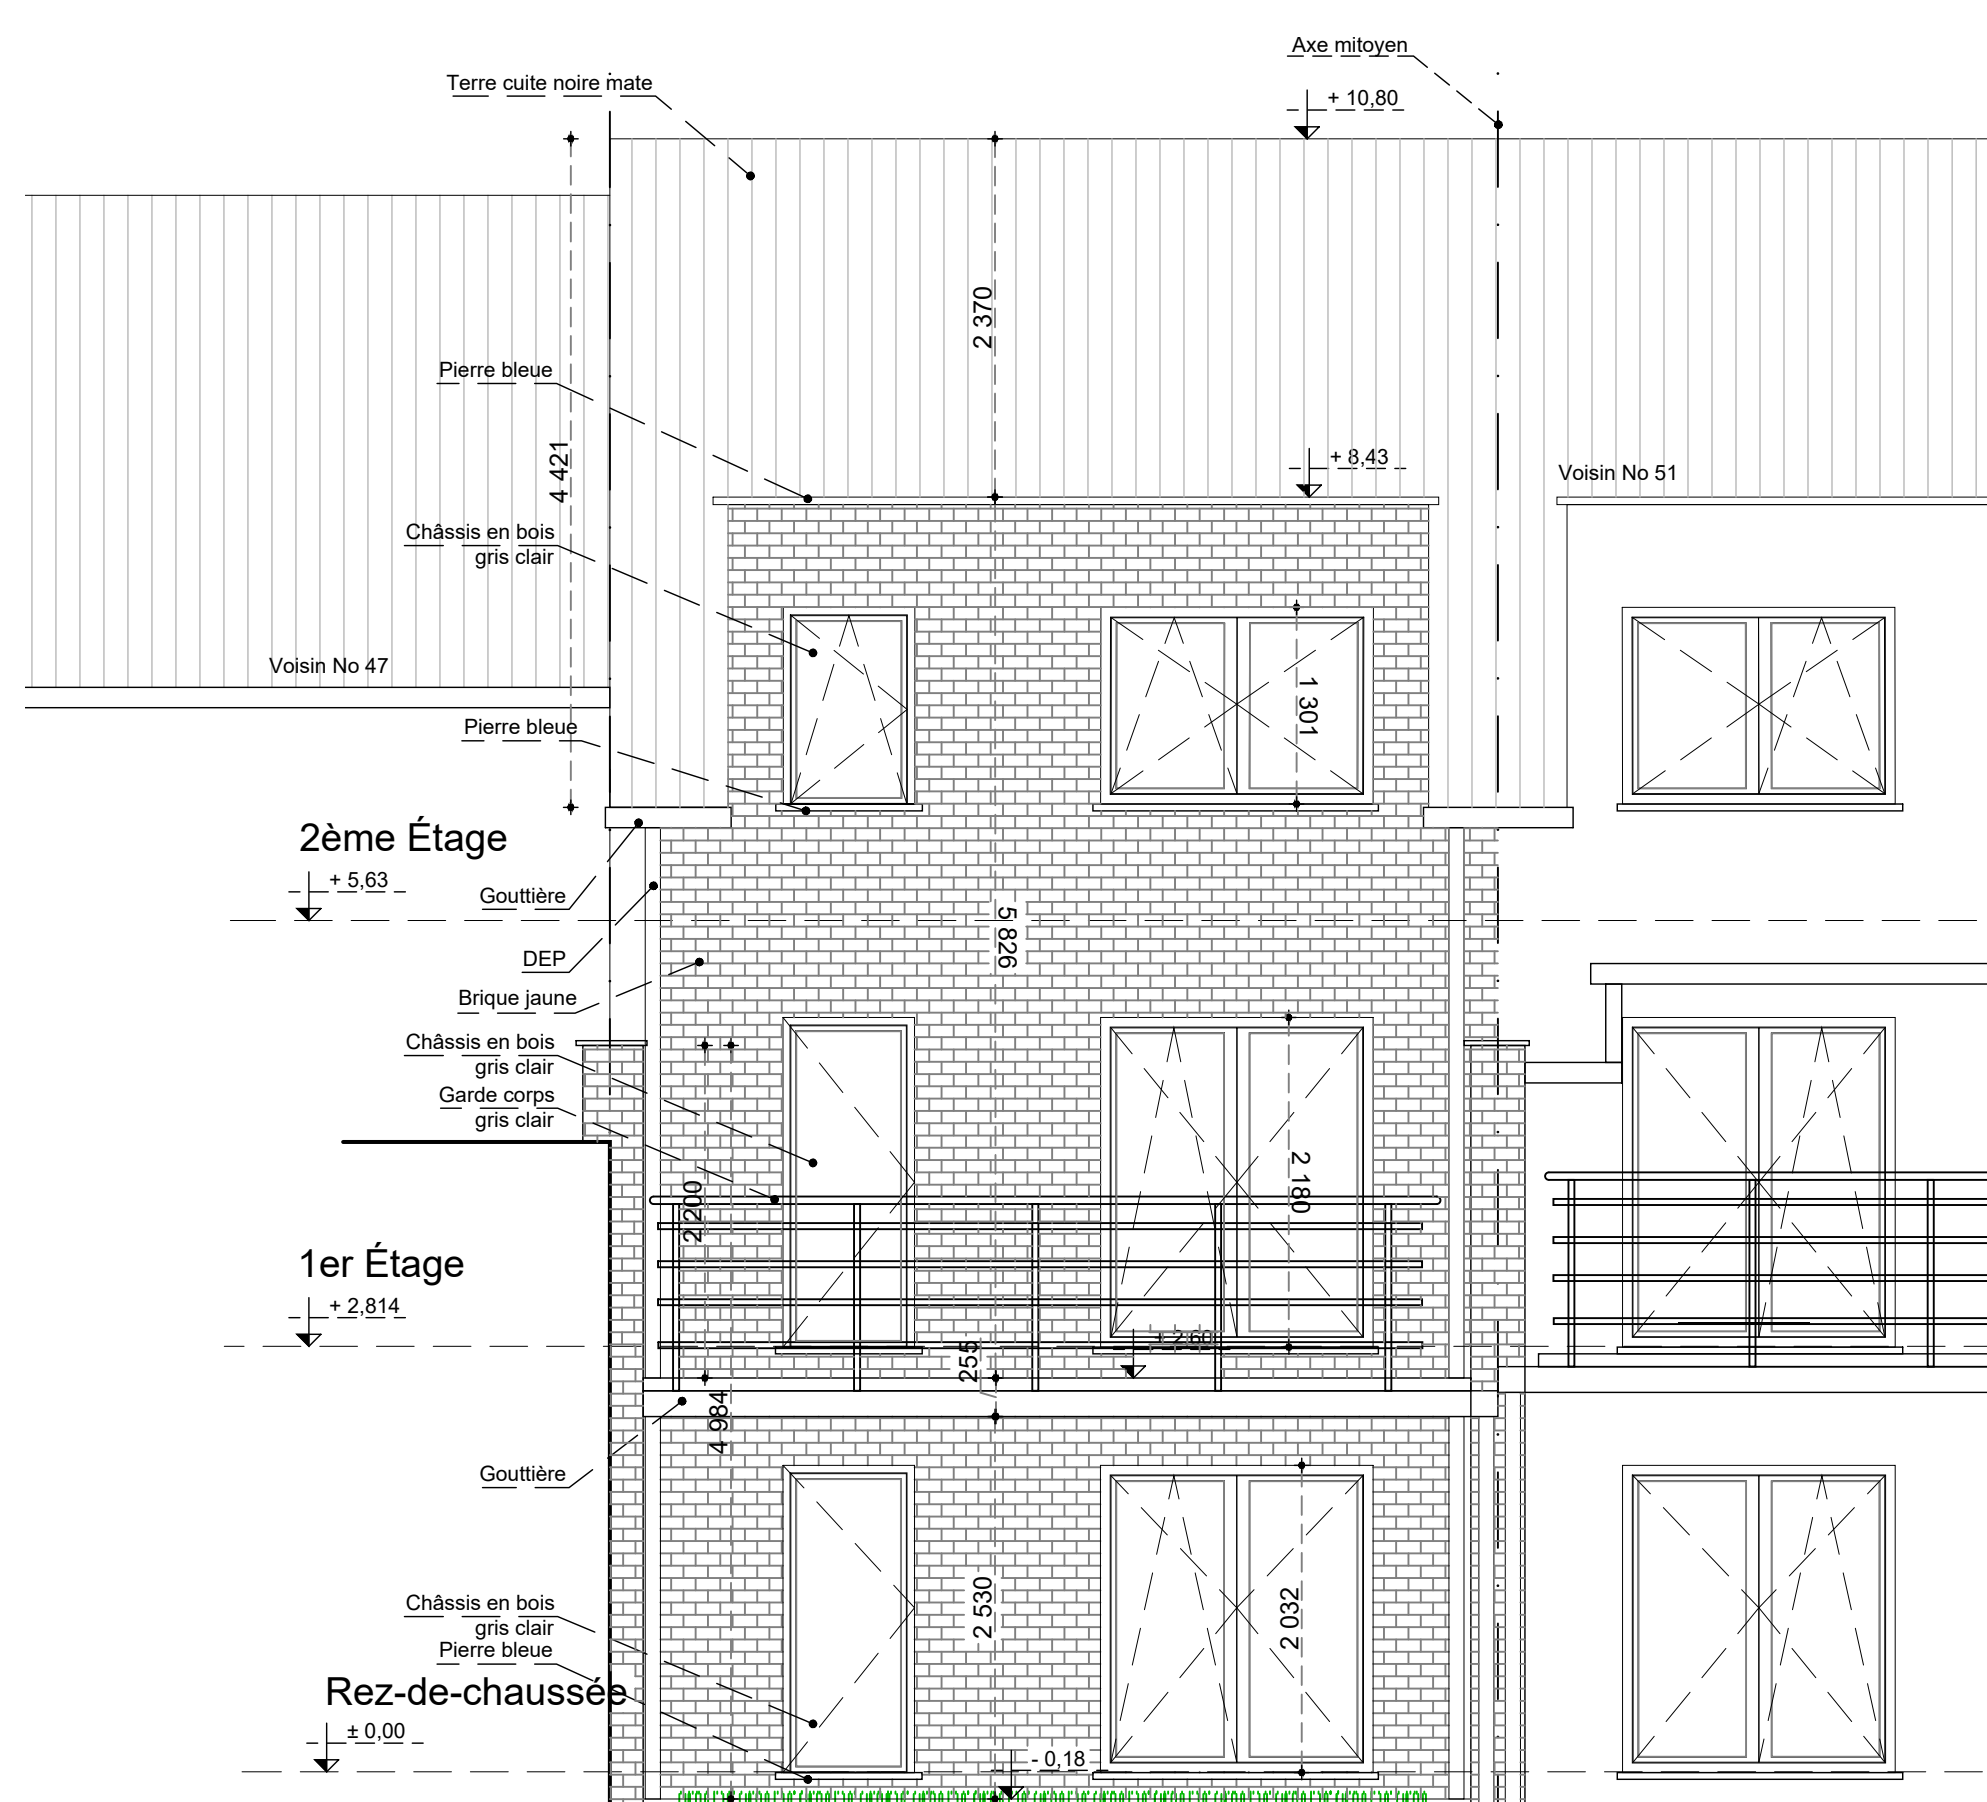 Axe mitoyen
Terre cuite noire mate
+ 10,80
2 370
Pierre bleue
4 421
+ 8,43
Voisin No 51
Châssis en bois
gris clair
Voisin No 47
1 301
Pierre bleue
2ème Étage
+ 5,63
Gouttière
5 826
DEP
Brique jaune
Châssis en bois
gris clair
Garde corps
gris clair
2 200
2 180
1er Étage
+ 2,814
+ 2,60
255
4 984
Gouttière
Châssis en bois
gris clair
2 530
2 032
Pierre bleue
Rez-de-chaussée
± 0,00
- 0,18